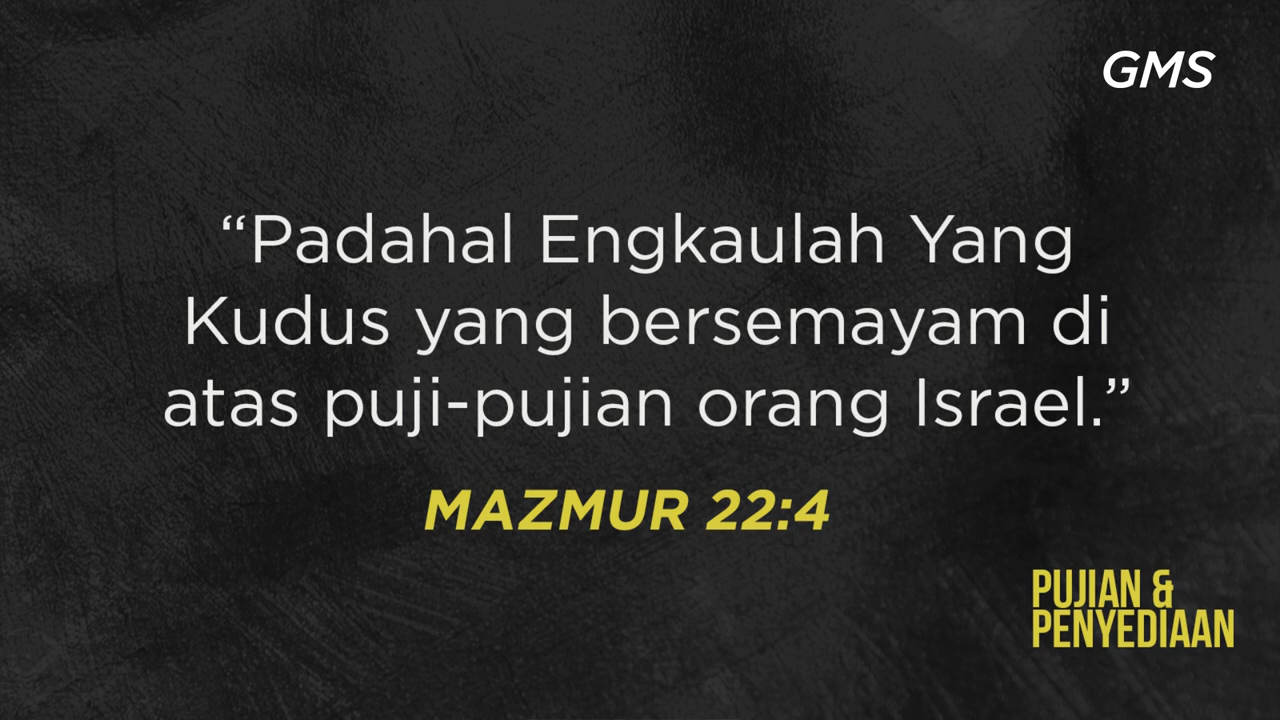 GMS
“Padahal Engkaulah Yang
Kudus yang bersemayam di
atas puji-pujian orang Israel.”
MAZMUR 22:4
PUJIAN &
PENYEDIAAN